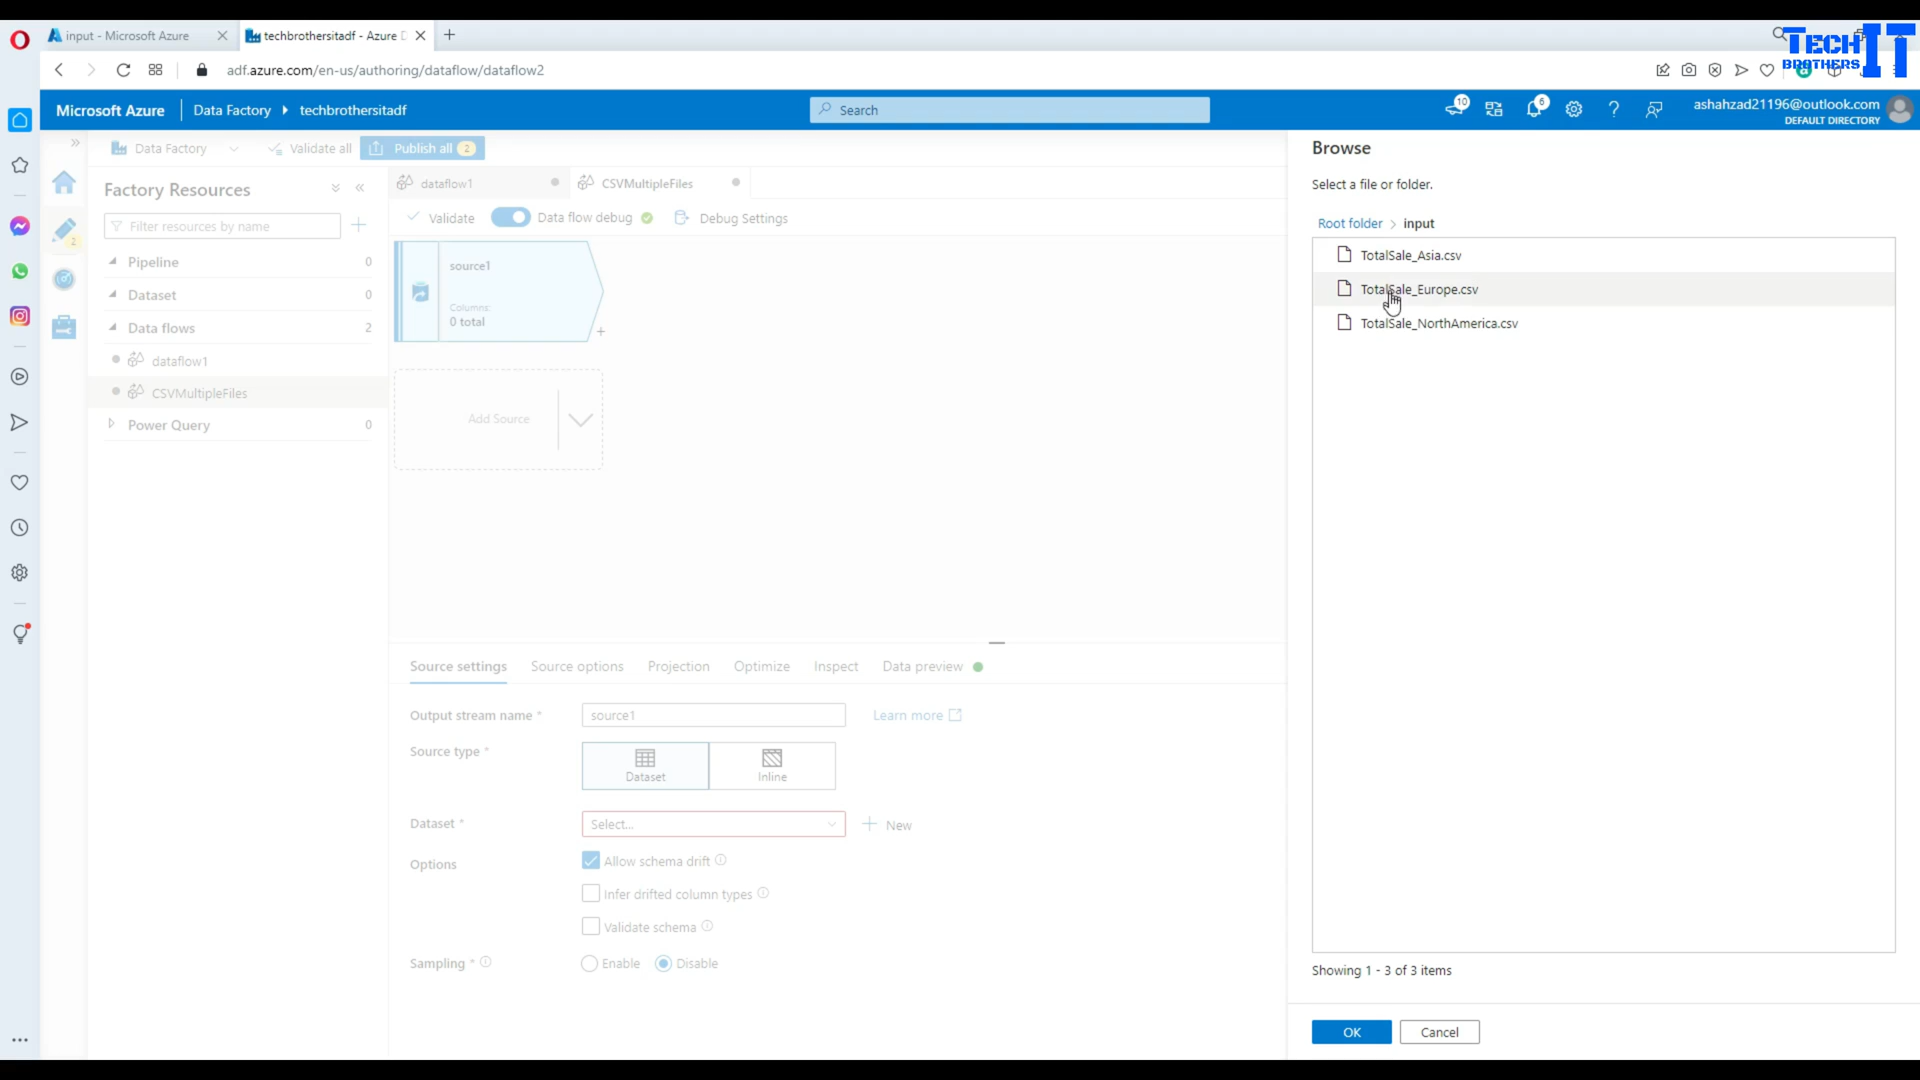 input - Microsoft Azure
techbrothersitadf - Azure D
TECH IT
BROTHERS
adf.azure.com/en-us/authoring/dataflow/dataflow2
Microsoft Azure
Data Factory
techbrothersitadf
Search
10
6
ashahzad21196@outlook.com
DEFAULT DIRECTORY
Data Factory
Validate all
Publish all
2
Browse
Select a file or folder.
Root folder > input
TotalSale_Asia.csv
TotalSale_Europe.csv
TotalSale_NorthAmerica.csv
Showing 1 - 3 of 3 items
OK
Cancel
Factory Resources
Filter resources by name
2
Pipeline 0
Dataset 0
Data flows 2
dataflow1
CSVMultipleFiles
Power Query 0
dataflow1
CSVMultipleFiles
Validate
Data flow debug
Debug Settings
source1
Columns:
0 total
Add Source
Source settings
Source options
Projection
Optimize
Inspect
Data preview
Output stream name *
source1
Learn more
Source type *
Dataset
Inline
Dataset *
Select...
New
Options
Allow schema drift
Infer drifted column types
Validate schema
Sampling *
Enable
Disable